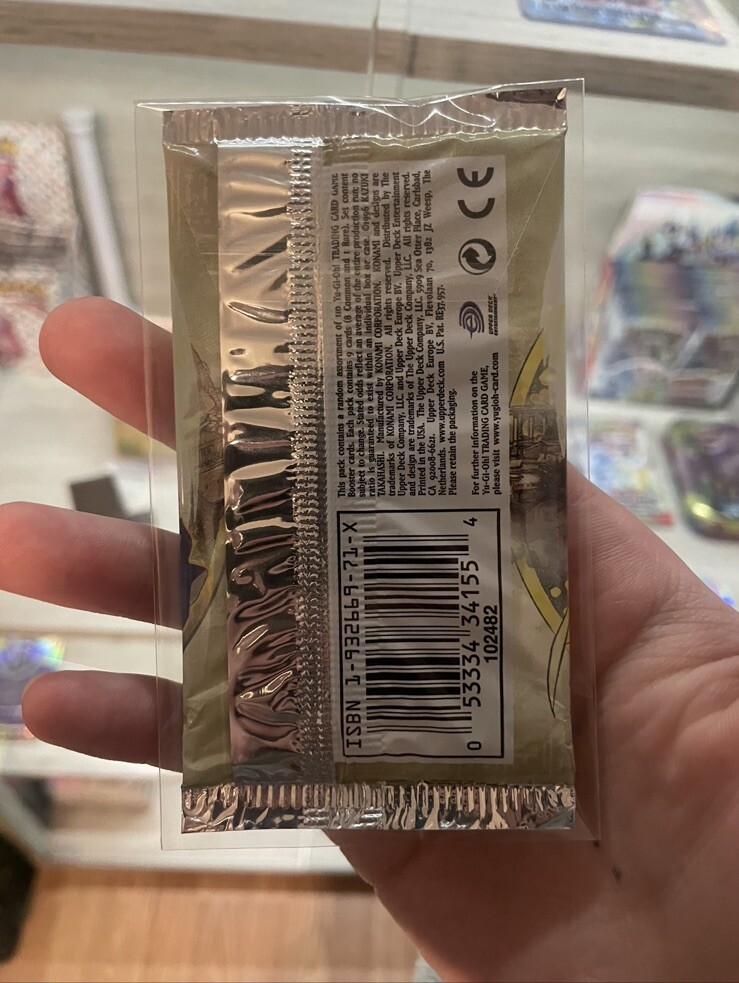 This pack contains a random assortment of 110 Yu-Gi-Oh! TRADING CARD GAME
Booster cards. Each pack contains 9 cards (8 Common and 1 Rare). Set content
subject to change. Stated odds reflect an average of the entire production run; no
ratio is guaranteed to exist within an individual box or case. ©1996 KAZUKI
TAKAHASHI. Manufactured by KONAMI CORPORATION. KONAMI and designs are
trademarks of KONAMI CORPORATION. All rights reserved. Distributed by The
Upper Deck Company, LLC. and Upper Deck Europe BV. Upper Deck Entertainment
and design are trademarks of The Upper Deck Company, LLC. All rights reserved.
Printed in the USA. The Upper Deck Company, LLC. 5909 Sea Otter Place, Carlsbad,
CA 92008-6621. Upper Deck Europe BV, Flevolaan 70, 1382 JZ Weesp, The
Netherlands. www.upperdeck.com U.S. Pat. RE37,957.
Please retain the packaging.
For further information on the
Yu-Gi-Oh! TRADING CARD GAME,
please visit www.yugioh-card.com
UPPER DECK
ENTERTAINMENT
CE
ISBN 1-932669-71-X
0 53334 34155 4
102482